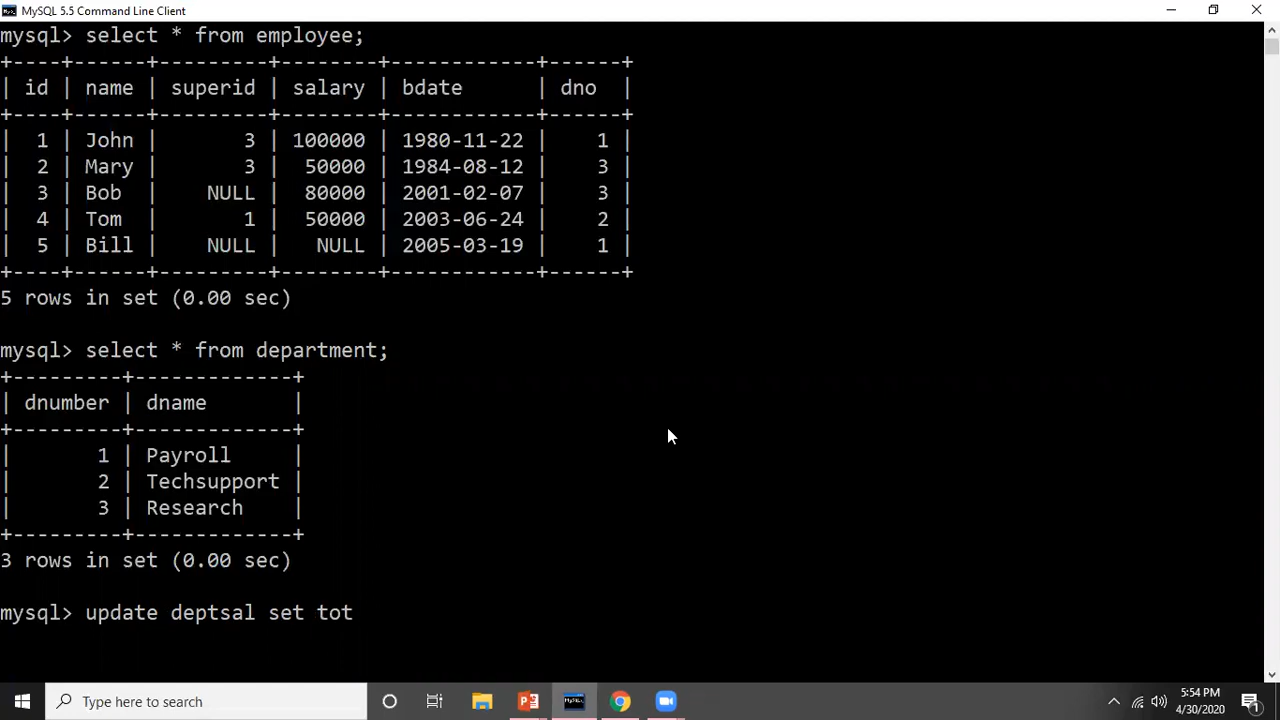 MySQL 5.5 Command Line Client
mysql> select * from employee;
+----+------+---------+--------+------------+------+
| id | name | superid | salary | bdate      | dno  |
+----+------+---------+--------+------------+------+
|  1 | John |       3 | 100000 | 1980-11-22 |    1 |
|  2 | Mary |       3 |  50000 | 1984-08-12 |    3 |
|  3 | Bob  |    NULL |  80000 | 2001-02-07 |    3 |
|  4 | Tom  |       1 |  50000 | 2003-06-24 |    2 |
|  5 | Bill |    NULL |   NULL | 2005-03-19 |    1 |
+----+------+---------+--------+------------+------+
5 rows in set (0.00 sec)
mysql> select * from department;
+---------+-------------+
| dnumber | dname       |
+---------+-------------+
|       1 | Payroll     |
|       2 | Techsupport |
|       3 | Research    |
+---------+-------------+
3 rows in set (0.00 sec)
mysql> update deptsal set tot
Type here to search
5:54 PM
4/30/2020